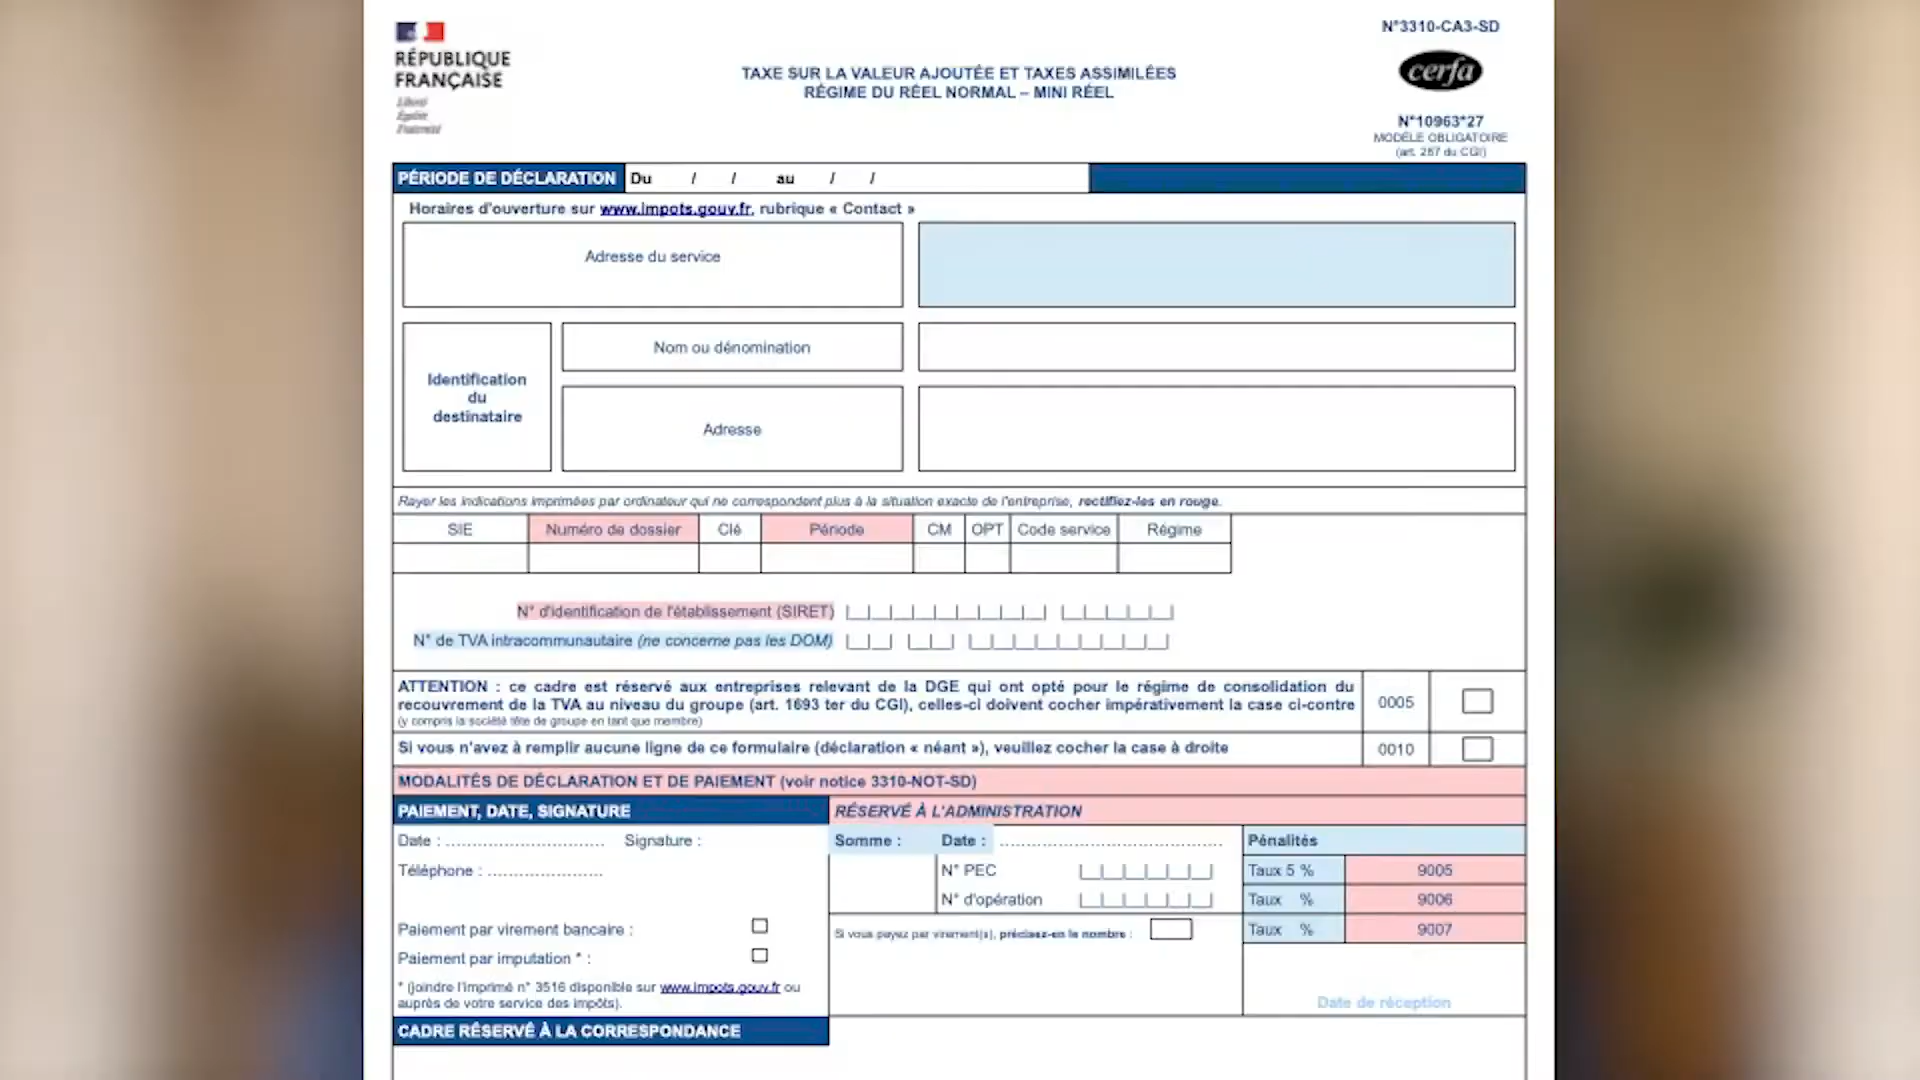 RÉPUBLIQUE
FRANÇAISE
Liberté
Égalité
Fraternité
TAXE SUR LA VALEUR AJOUTÉE ET TAXES ASSIMILÉES
RÉGIME DU RÉEL NORMAL – MINI RÉEL
N°3310-CA3-SD
cerfa
N°10963*27
MODÈLE OBLIGATOIRE
(art. 287 du CGI)
PÉRIODE DE DÉCLARATION Du / / au / /
Horaires d'ouverture sur www.impots.gouv.fr, rubrique « Contact »
Adresse du service
Identification
du
destinataire
Nom ou dénomination
Adresse
Rayer les indications imprimées par ordinateur qui ne correspondent plus à la situation exacte de l'entreprise, rectifiez-les en rouge.
SIE Numéro de dossier Clé Période CM OPT Code service Régime
N° d'identification de l'établissement (SIRET)
N° de TVA intracommunautaire (ne concerne pas les DOM)
ATTENTION : ce cadre est réservé aux entreprises relevant de la DGE qui ont opté pour le régime de consolidation du
recouvrement de la TVA au niveau du groupe (art. 1693 ter du CGI), celles-ci doivent cocher impérativement la case ci-contre
(y compris la société tête de groupe en tant que membre)
0005
Si vous n'avez à remplir aucune ligne de ce formulaire (déclaration « néant »), veuillez cocher la case à droite
0010
MODALITÉS DE DÉCLARATION ET DE PAIEMENT (voir notice 3310-NOT-SD)
PAIEMENT, DATE, SIGNATURE
Date : ............................ Signature :
Téléphone : ....................
Paiement par virement bancaire :
Paiement par imputation * :
* (joindre l'imprimé n° 3516 disponible sur www.impots.gouv.fr ou
auprès de votre service des impôts).
CADRE RÉSERVÉ À LA CORRESPONDANCE
RÉSERVÉ À L'ADMINISTRATION
Somme : Date : .......................................
N° PEC
N° d'opération
Si vous payez par virement(s), précisez-en le nombre :
Pénalités
Taux 5 % 9005
Taux % 9006
Taux % 9007
Date de réception